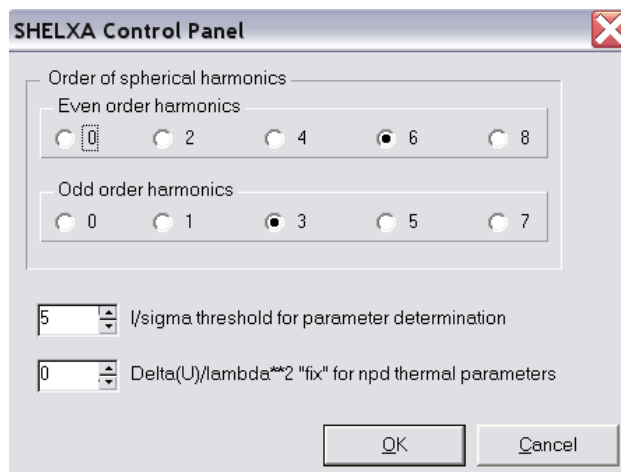 SHELXA Control Panel
Order of spherical harmonics
Even order harmonics
0 2 4 6 8
Odd order harmonics
0 1 3 5 7
5 I/sigma threshold for parameter determination
0 Delta(U)/lambda**2 "fix" for npd thermal parameters
OK Cancel